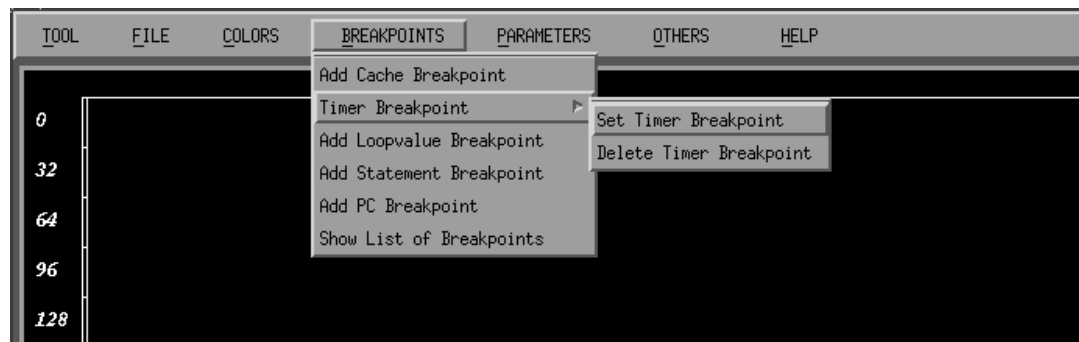 TOOL FILE COLORS BREAKPOINTS PARAMETERS OTHERS HELP
Add Cache Breakpoint
Timer Breakpoint
Add Loopvalue Breakpoint
Add Statement Breakpoint
Add PC Breakpoint
Show List of Breakpoints
Set Timer Breakpoint
Delete Timer Breakpoint
0
32
64
96
128